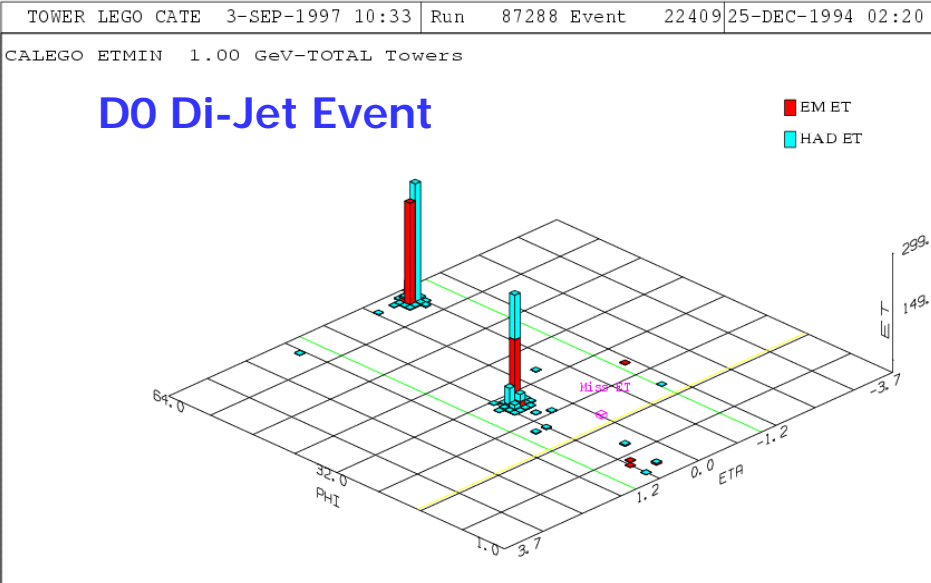 TOWER LEGO CATE 3-SEP-1997 10:33 Run 87288 Event 22409 25-DEC-1994 02:20
CALEGO ETMIN 1.00 GeV-TOTAL Towers
D0 Di-Jet Event
EM ET
HAD ET
299.
149.
ET
Miss ET
64.0
32.0
PHI
1.0
3.7
1.2
ETA
0.0
-1.2
-3.7